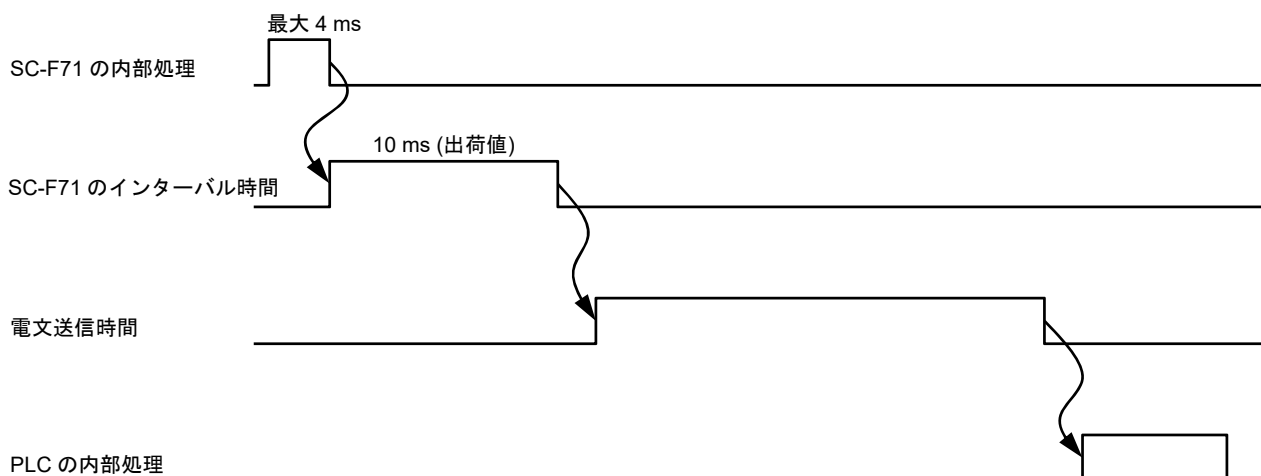 最大 4 ms
SC-F71 の内部処理
10 ms (出荷値)
SC-F71 のインターバル時間
電文送信時間
PLC の内部処理